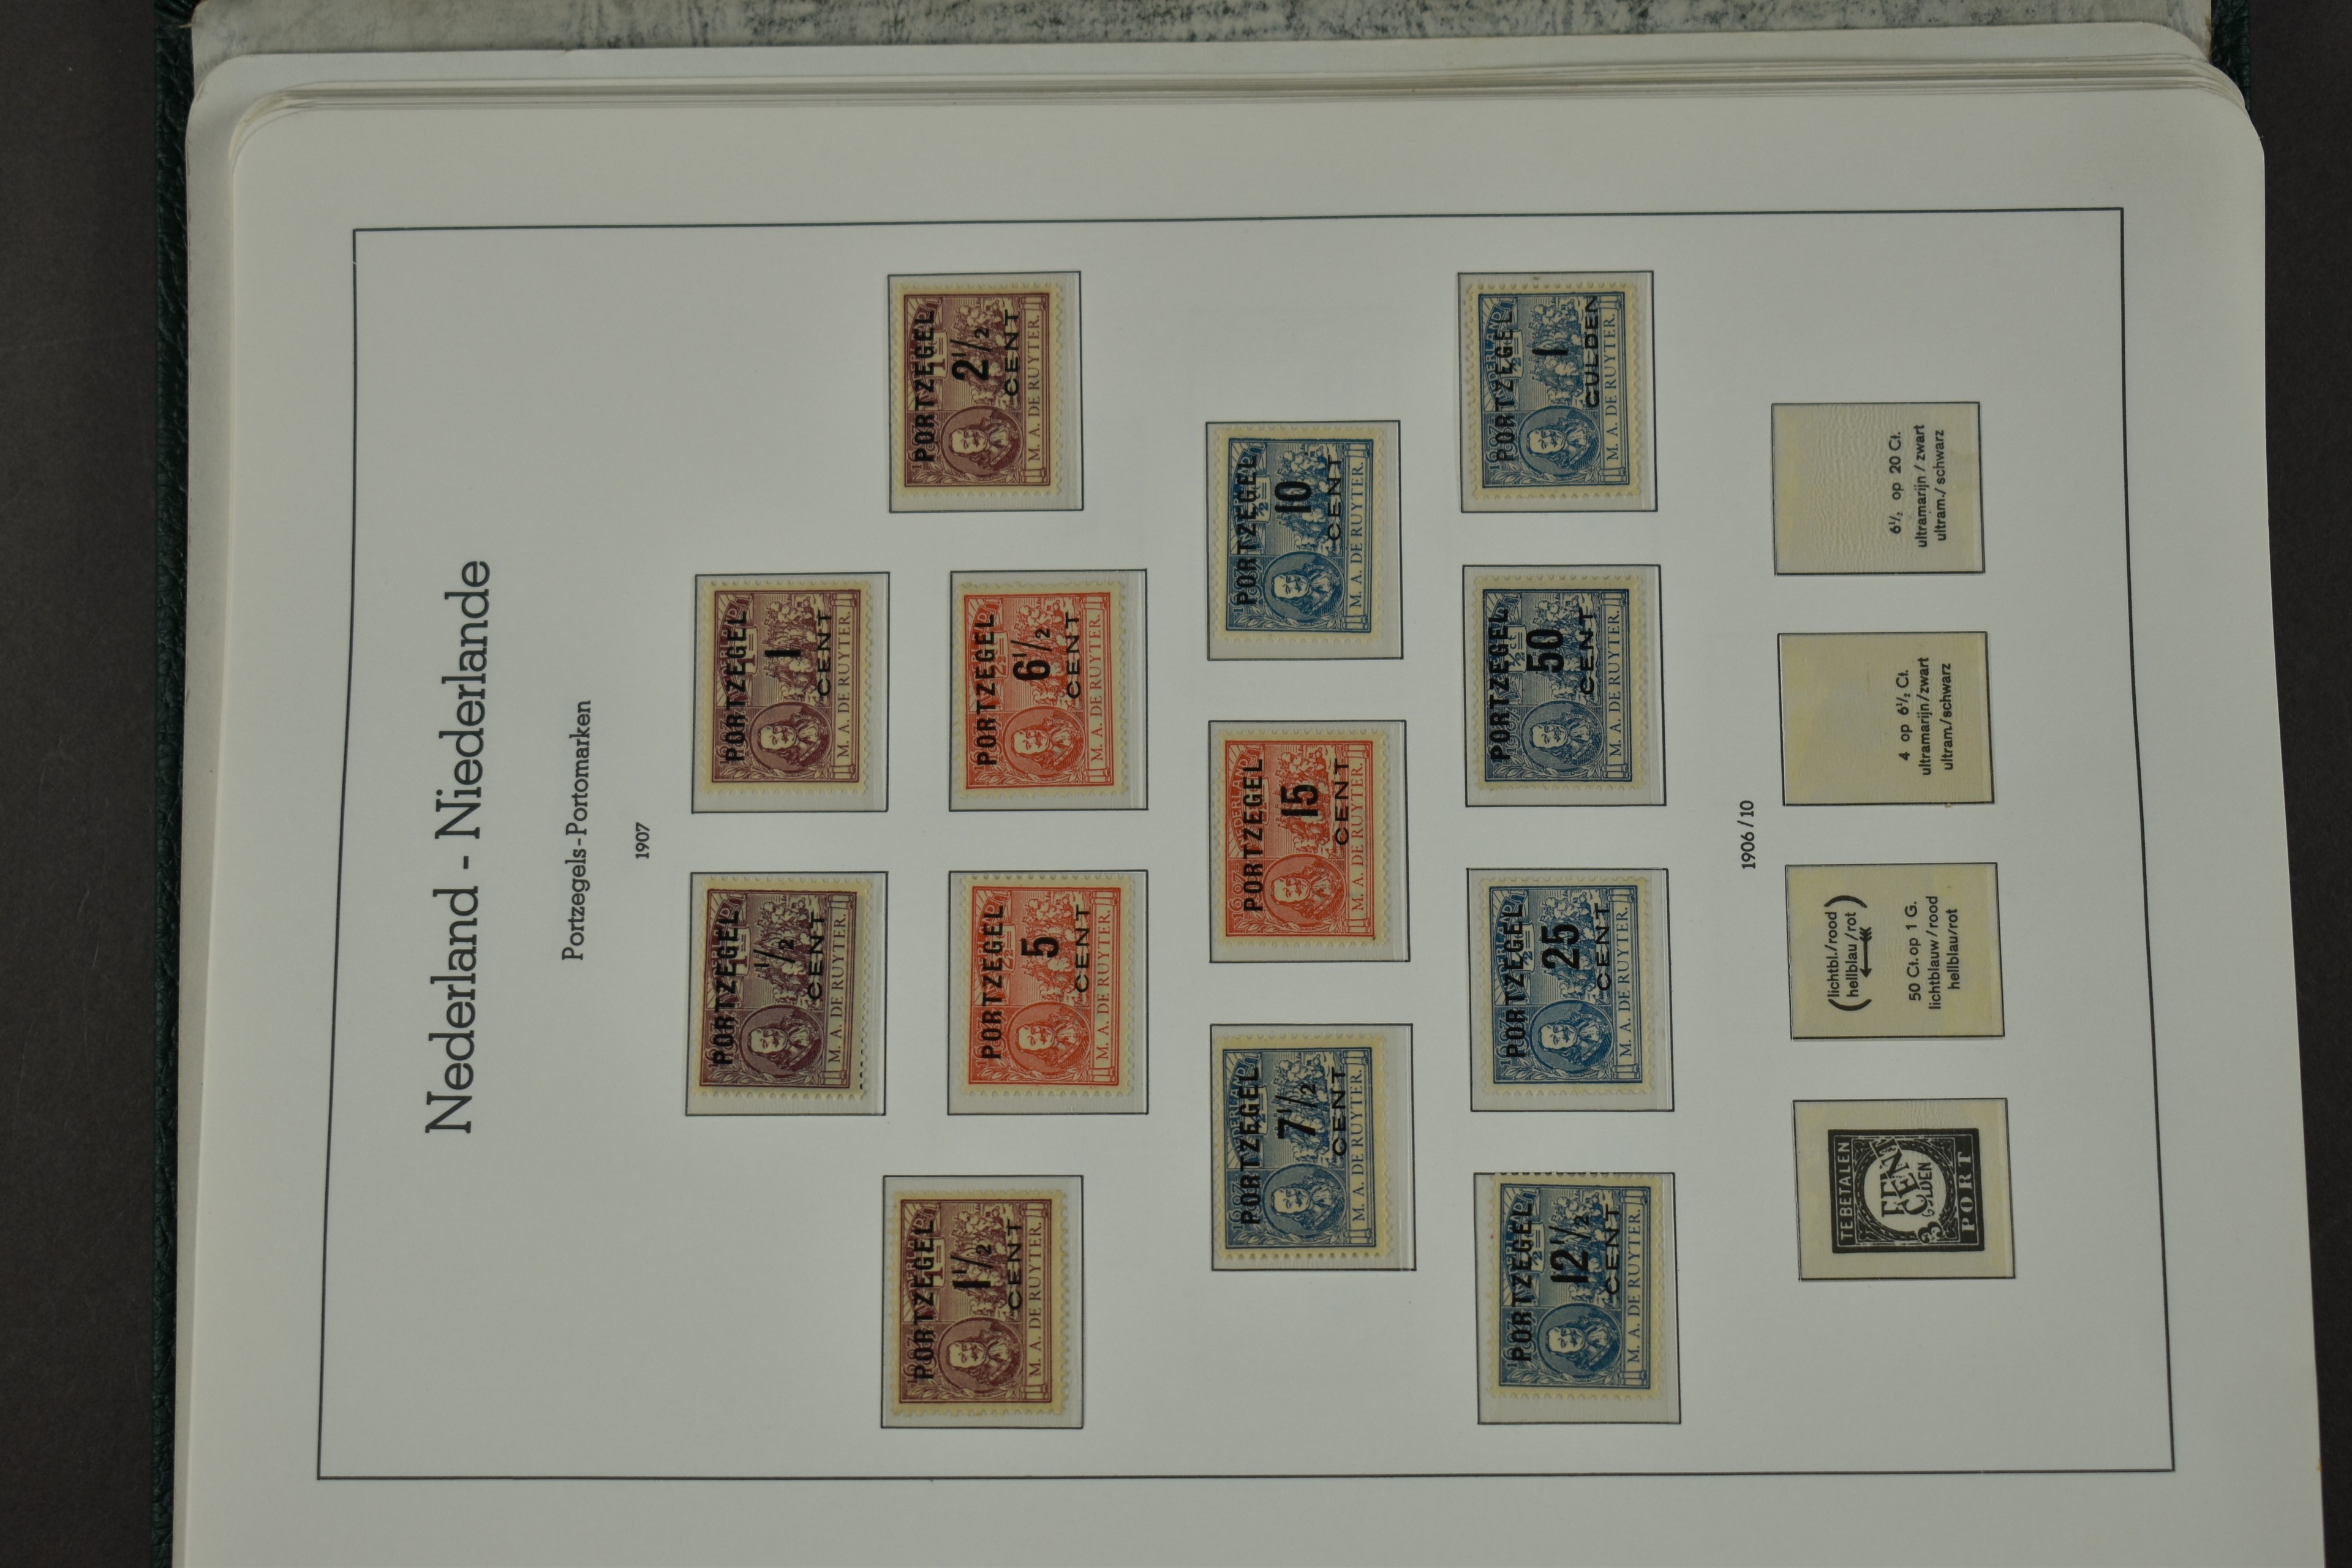 Nederland - Niederlande
Portzegels - Portomarken
1907
PORTZEGEL
1½
CENT
M. A. DE RUYTER.
PORTZEGEL
½
CENT
M. A. DE RUYTER.
PORTZEGEL
1
CENT
M. A. DE RUYTER.
PORTZEGEL
2½
CENT
M. A. DE RUYTER.
PORTZEGEL
5
CENT
M. A. DE RUYTER.
PORTZEGEL
6½
CENT
M. A. DE RUYTER.
PORTZEGEL
7½
CENT
M. A. DE RUYTER.
PORTZEGEL
15
CENT
M. A. DE RUYTER.
PORTZEGEL
10
CENT
M. A. DE RUYTER.
PORTZEGEL
12½
CENT
M. A. DE RUYTER.
PORTZEGEL
25
CENT
M. A. DE RUYTER.
PORTZEGEL
50
CENT
M. A. DE RUYTER.
PORTZEGEL
1
GULDEN
M. A. DE RUYTER.
1906/10
TE BETALEN
CENT
PORT
(lichtbl./rood
hellblau/rot)
50 Ct. op 1 G.
lichtblauw/rood
hellblau/rot
4 op 6½ Ct.
ultramarijn/zwart
ultram./schwarz
6½ op 20 Ct.
ultramarijn/zwart
ultram./schwarz